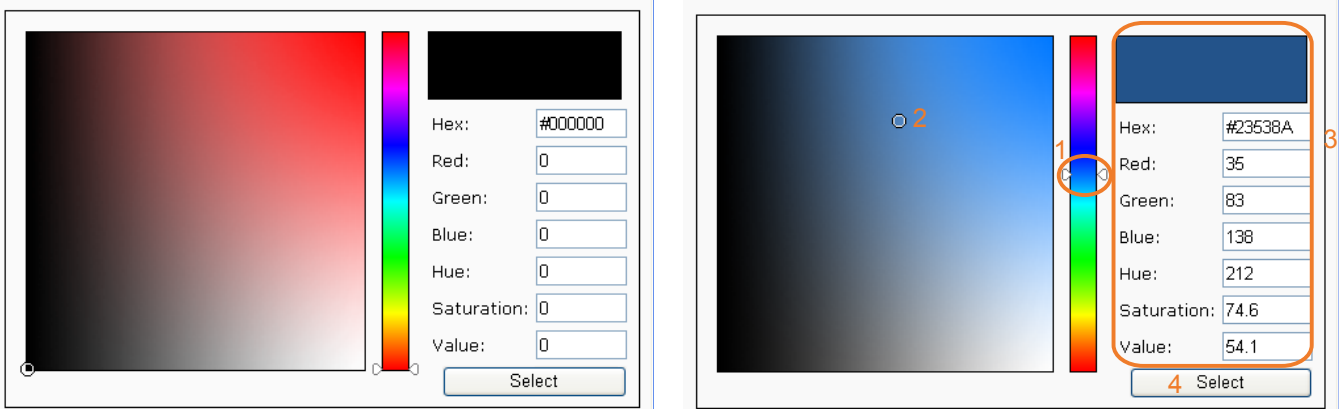 Hex: #000000
Red: 0
Green: 0
Blue: 0
Hue: 0
Saturation: 0
Value: 0
Select
2
1
3
Hex: #23538A
Red: 35
Green: 83
Blue: 138
Hue: 212
Saturation: 74.6
Value: 54.1
4 Select